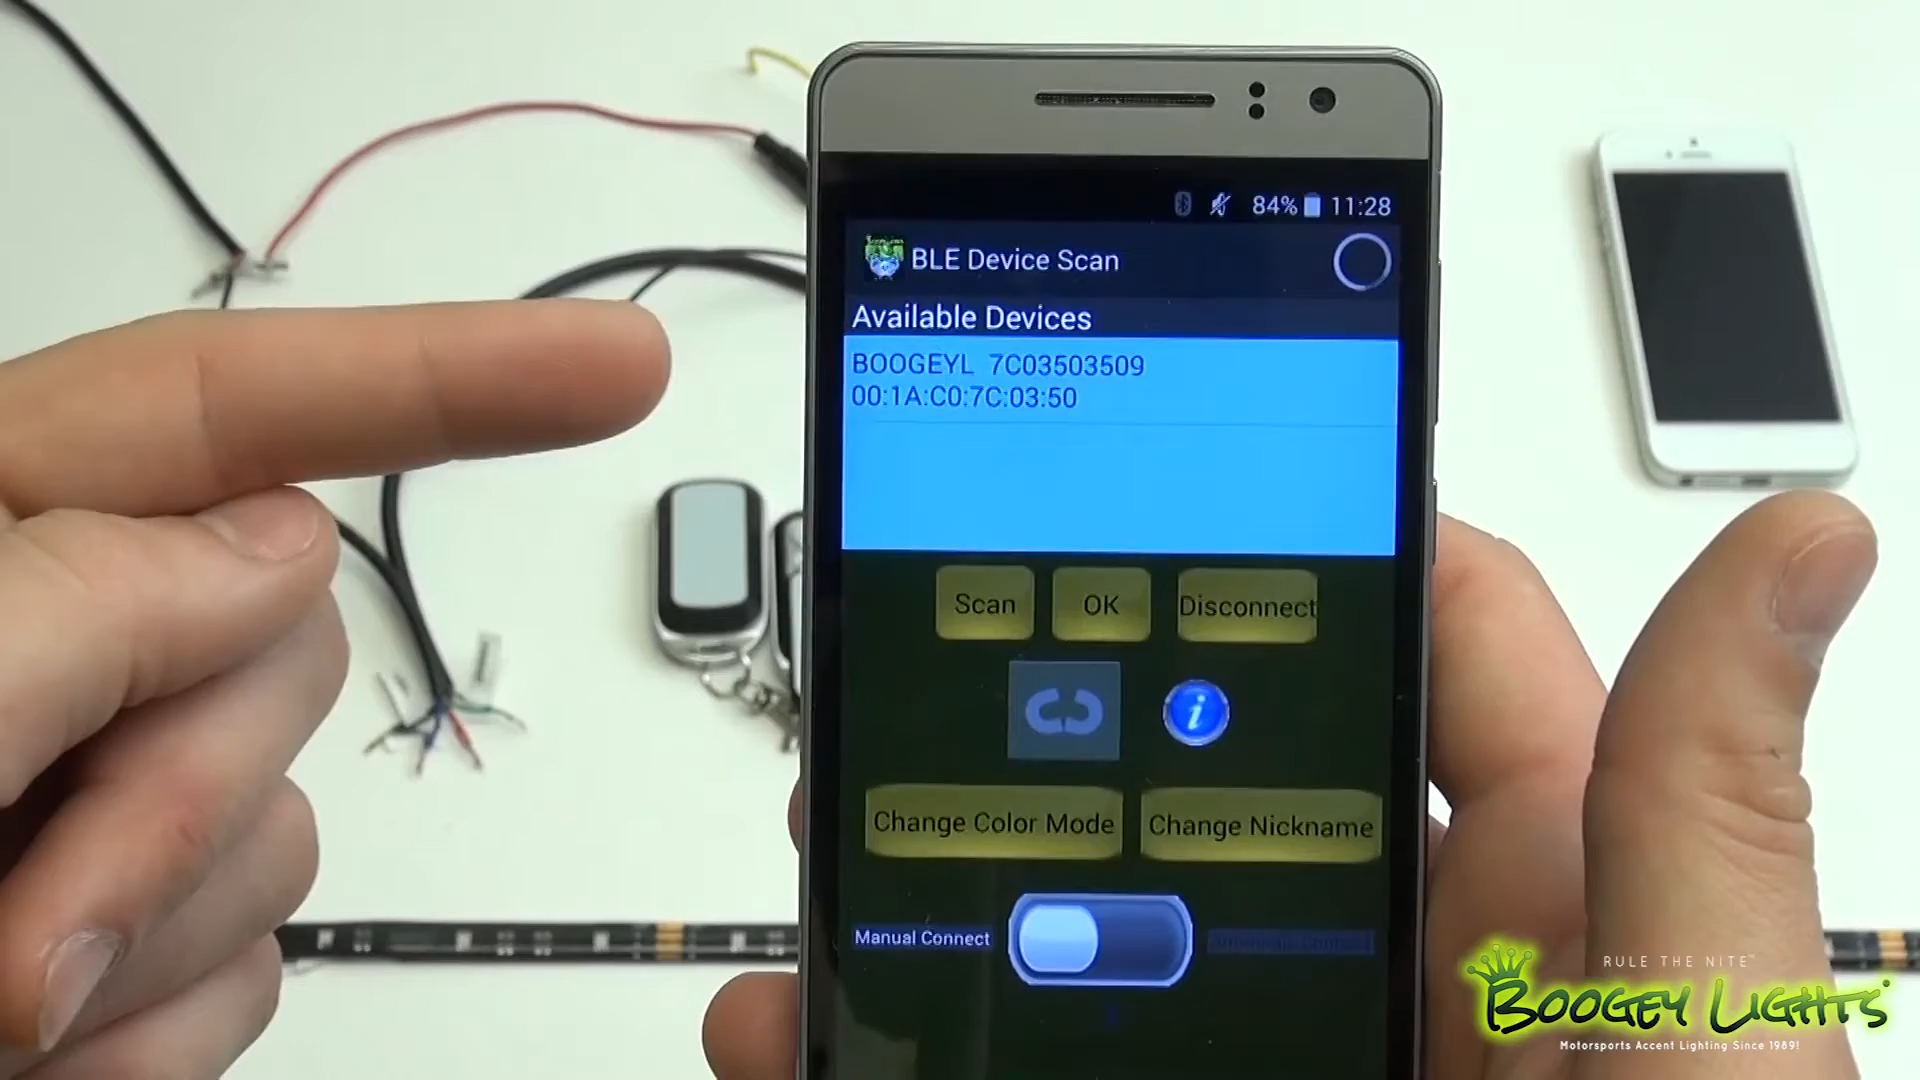 84% 11:28
BLE Device Scan
Available Devices
BOOGEYL 7C03503509
00:1A:C0:7C:03:50
Scan OK Disconnect
i
Change Color Mode Change Nickname
Manual Connect
RULE THE NITE™
BOOGEY LIGHTS®
Motorsports Accent Lighting Since 1989!